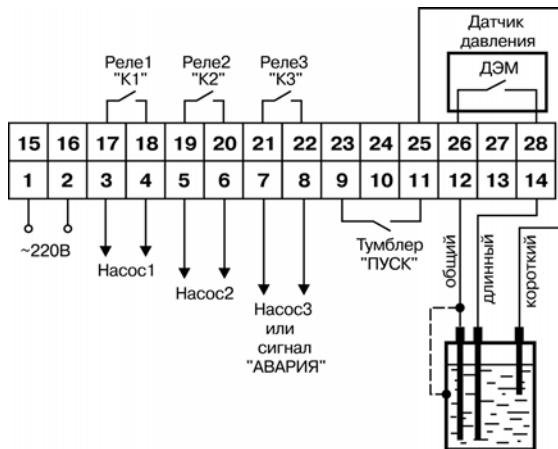 Датчик
давления
ДЭМ
Реле1
"К1"
Реле2
"К2"
Реле3
"К3"
15 16 17 18 19 20 21 22 23 24 25 26 27 28
1 2 3 4 5 6 7 8 9 10 11 12 13 14
~220В
Насос1
Насос2
Насос3
или
сигнал
"АВАРИЯ"
Тумблер
"ПУСК"
общий
длинный
короткий